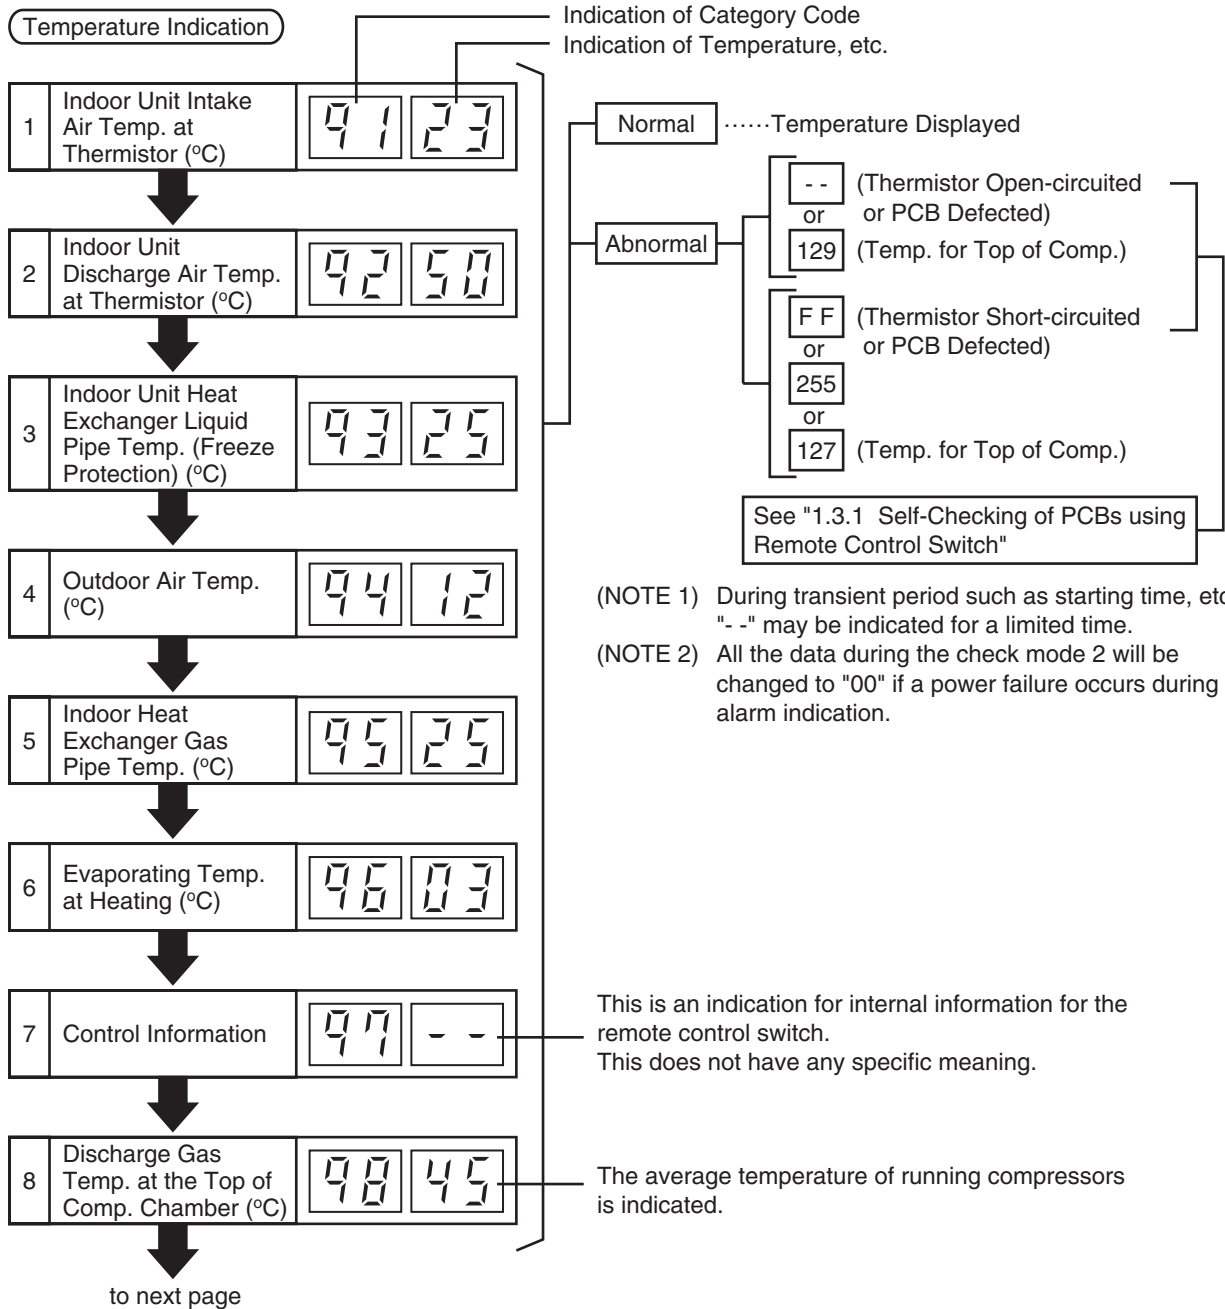 Temperature Indication
Indication of Category Code
Indication of Temperature, etc.
1
Indoor Unit Intake
Air Temp. at
Thermistor (ºC)
91 23
2
Indoor Unit
Discharge Air Temp.
at Thermistor (ºC)
92 50
3
Indoor Unit Heat
Exchanger Liquid
Pipe Temp. (Freeze
Protection) (ºC)
93 25
4
Outdoor Air Temp.
(ºC)
94 12
5
Indoor Heat
Exchanger Gas
Pipe Temp. (ºC)
95 25
6
Evaporating Temp.
at Heating (ºC)
96 03
7
Control Information
97 - -
8
Discharge Gas
Temp. at the Top of
Comp. Chamber (ºC)
98 45
to next page
Normal ······Temperature Displayed
Abnormal
- - (Thermistor Open-circuited
or or PCB Defected)
129 (Temp. for Top of Comp.)
F F (Thermistor Short-circuited
or or PCB Defected)
255
or
127 (Temp. for Top of Comp.)
See "1.3.1 Self-Checking of PCBs using
Remote Control Switch"
(NOTE 1) During transient period such as starting time, etc
"- -" may be indicated for a limited time.
(NOTE 2) All the data during the check mode 2 will be
changed to "00" if a power failure occurs during
alarm indication.
This is an indication for internal information for the
remote control switch.
This does not have any specific meaning.
The average temperature of running compressors
is indicated.